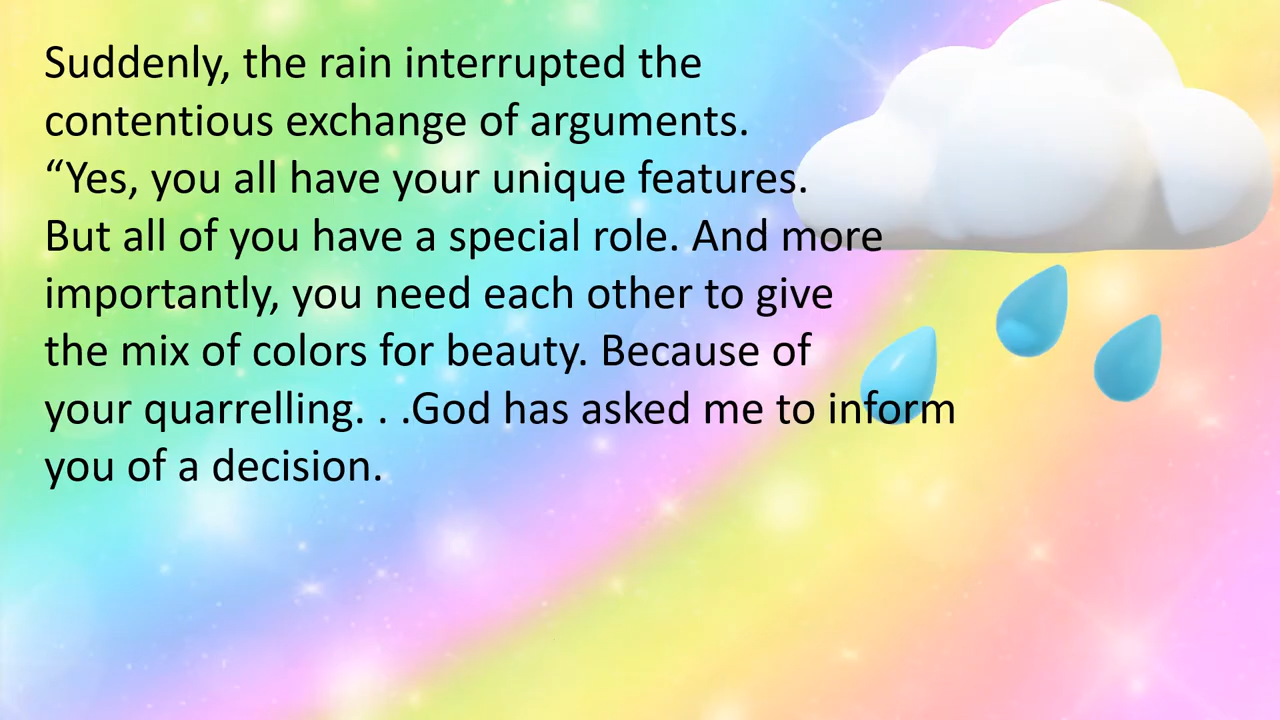 Suddenly, the rain interrupted the
contentious exchange of arguments.
“Yes, you all have your unique features.
But all of you have a special role. And more
importantly, you need each other to give
the mix of colors for beauty. Because of
your quarrelling. . .God has asked me to inform
you of a decision.